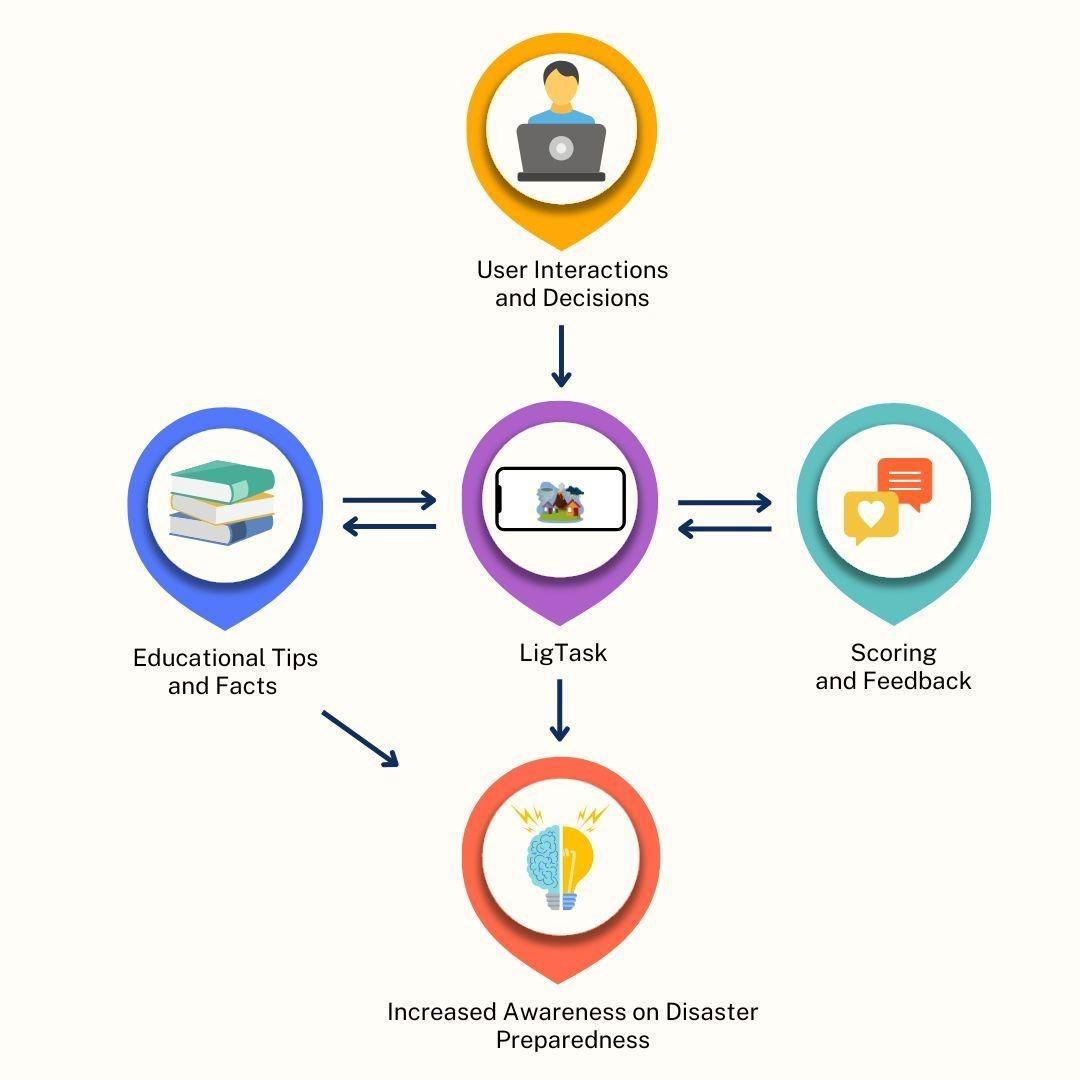 User Interactions
and Decisions
Educational Tips
and Facts
LigTask
Scoring
and Feedback
Increased Awareness on Disaster
Preparedness